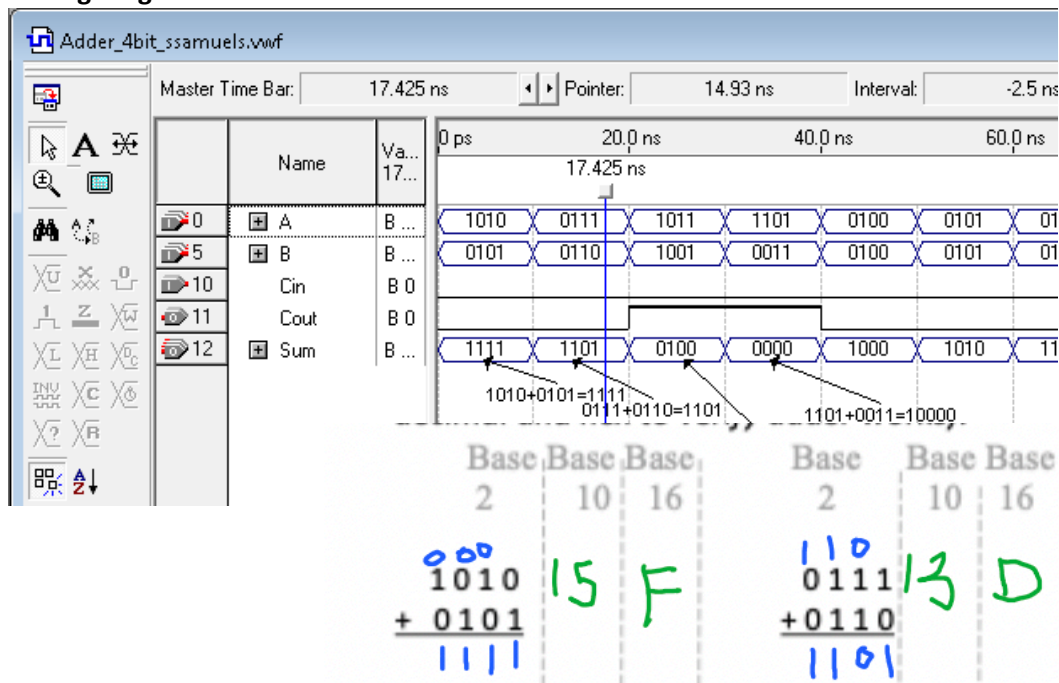 Adder_4bit_ssamuels.vwf
Master Time Bar: 17.425 ns Pointer: 14.93 ns Interval: -2.5 ns
Name Va... 17... 0 ps 20.0 ns 40.0 ns 60.0 ns
17.425 ns
0 A B ... 1010 0111 1011 1101 0100 0101
5 B B ... 0101 0110 1001 0011 0100 0101
10 Cin B 0
11 Cout B 0
12 Sum B ... 1111 1101 0100 0000 1000 1010
1010+0101=1111
0111+0110=1101
1101+0011=10000
Base Base Base Base Base Base
2 10 16 2 10 16
000 110
1010 15 F 0111 13 D
+ 0101 +0110
1111 1101